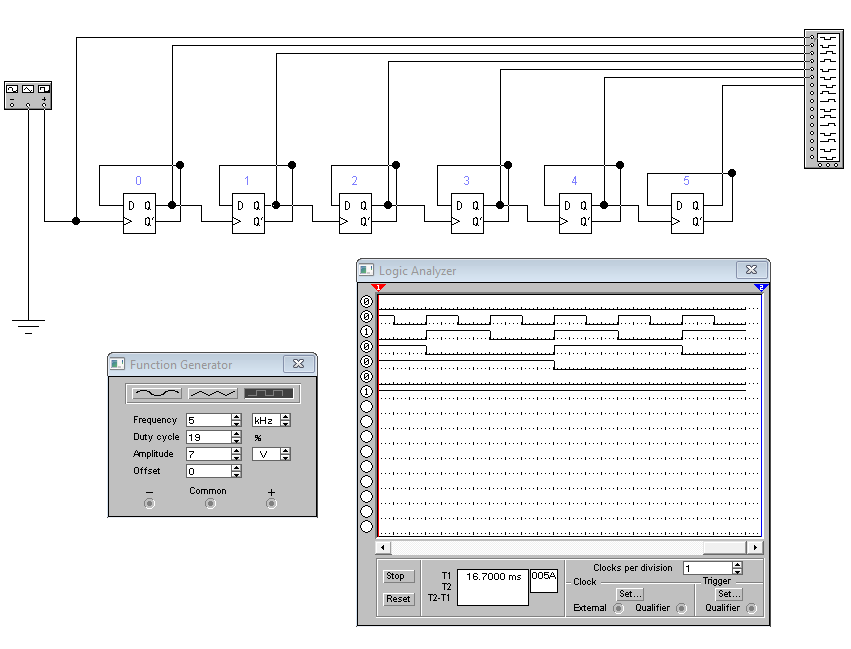 0 1 2 3 4 5
D Q D Q D Q D Q D Q D Q
Q' Q' Q' Q' Q' Q'
− +
Logic Analyzer
1 2
0
0
1
0
0
0
1
Function Generator
Frequency 5 kHz
Duty cycle 19 %
Amplitude 7 V
Offset 0
− Common +
Clocks per division 1
Stop T1 16.7000 ms 005A
T2
Reset T2-T1
Clock Trigger
Set... Set...
External Qualifier Qualifier